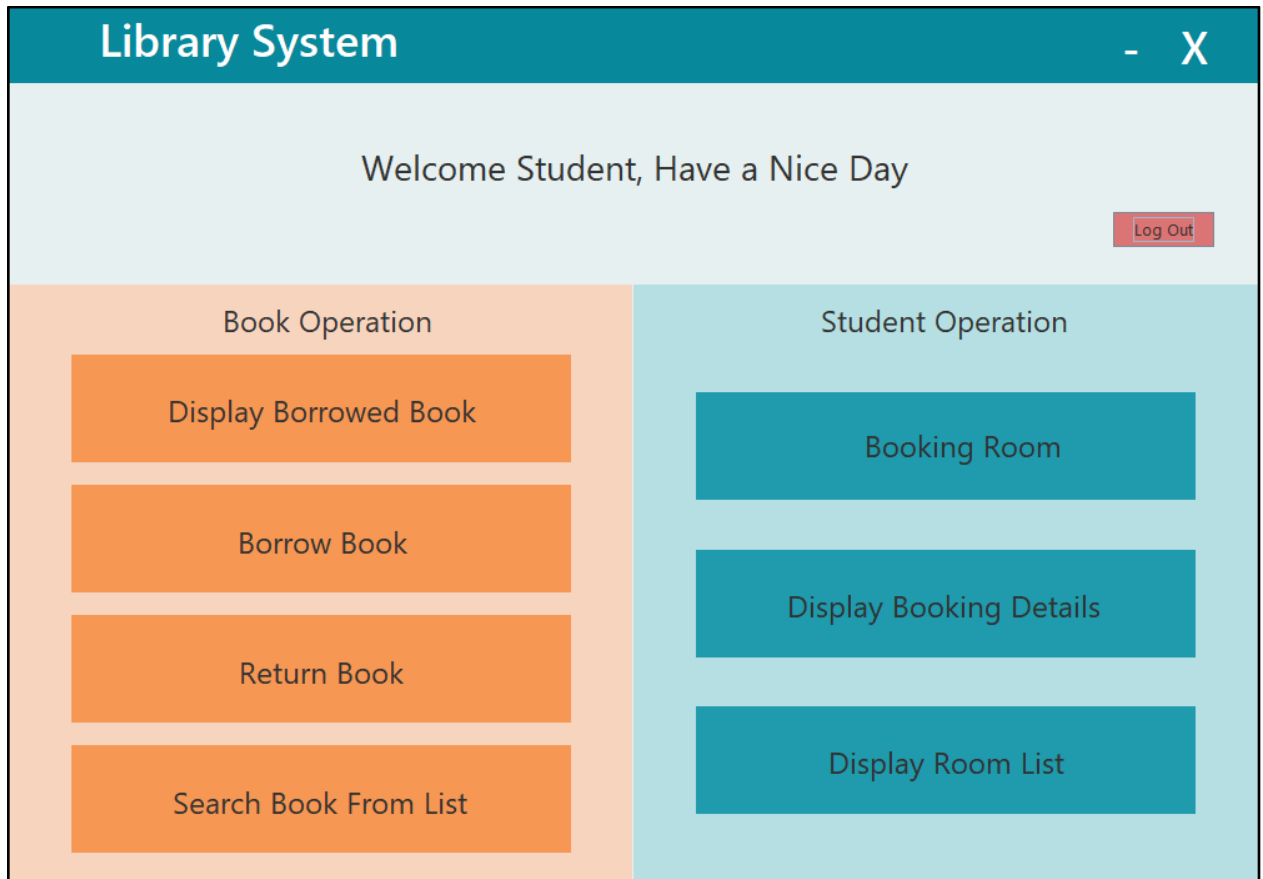 Library System
- X
Welcome Student, Have a Nice Day
Log Out
Book Operation
Display Borrowed Book
Borrow Book
Return Book
Search Book From List
Student Operation
Booking Room
Display Booking Details
Display Room List